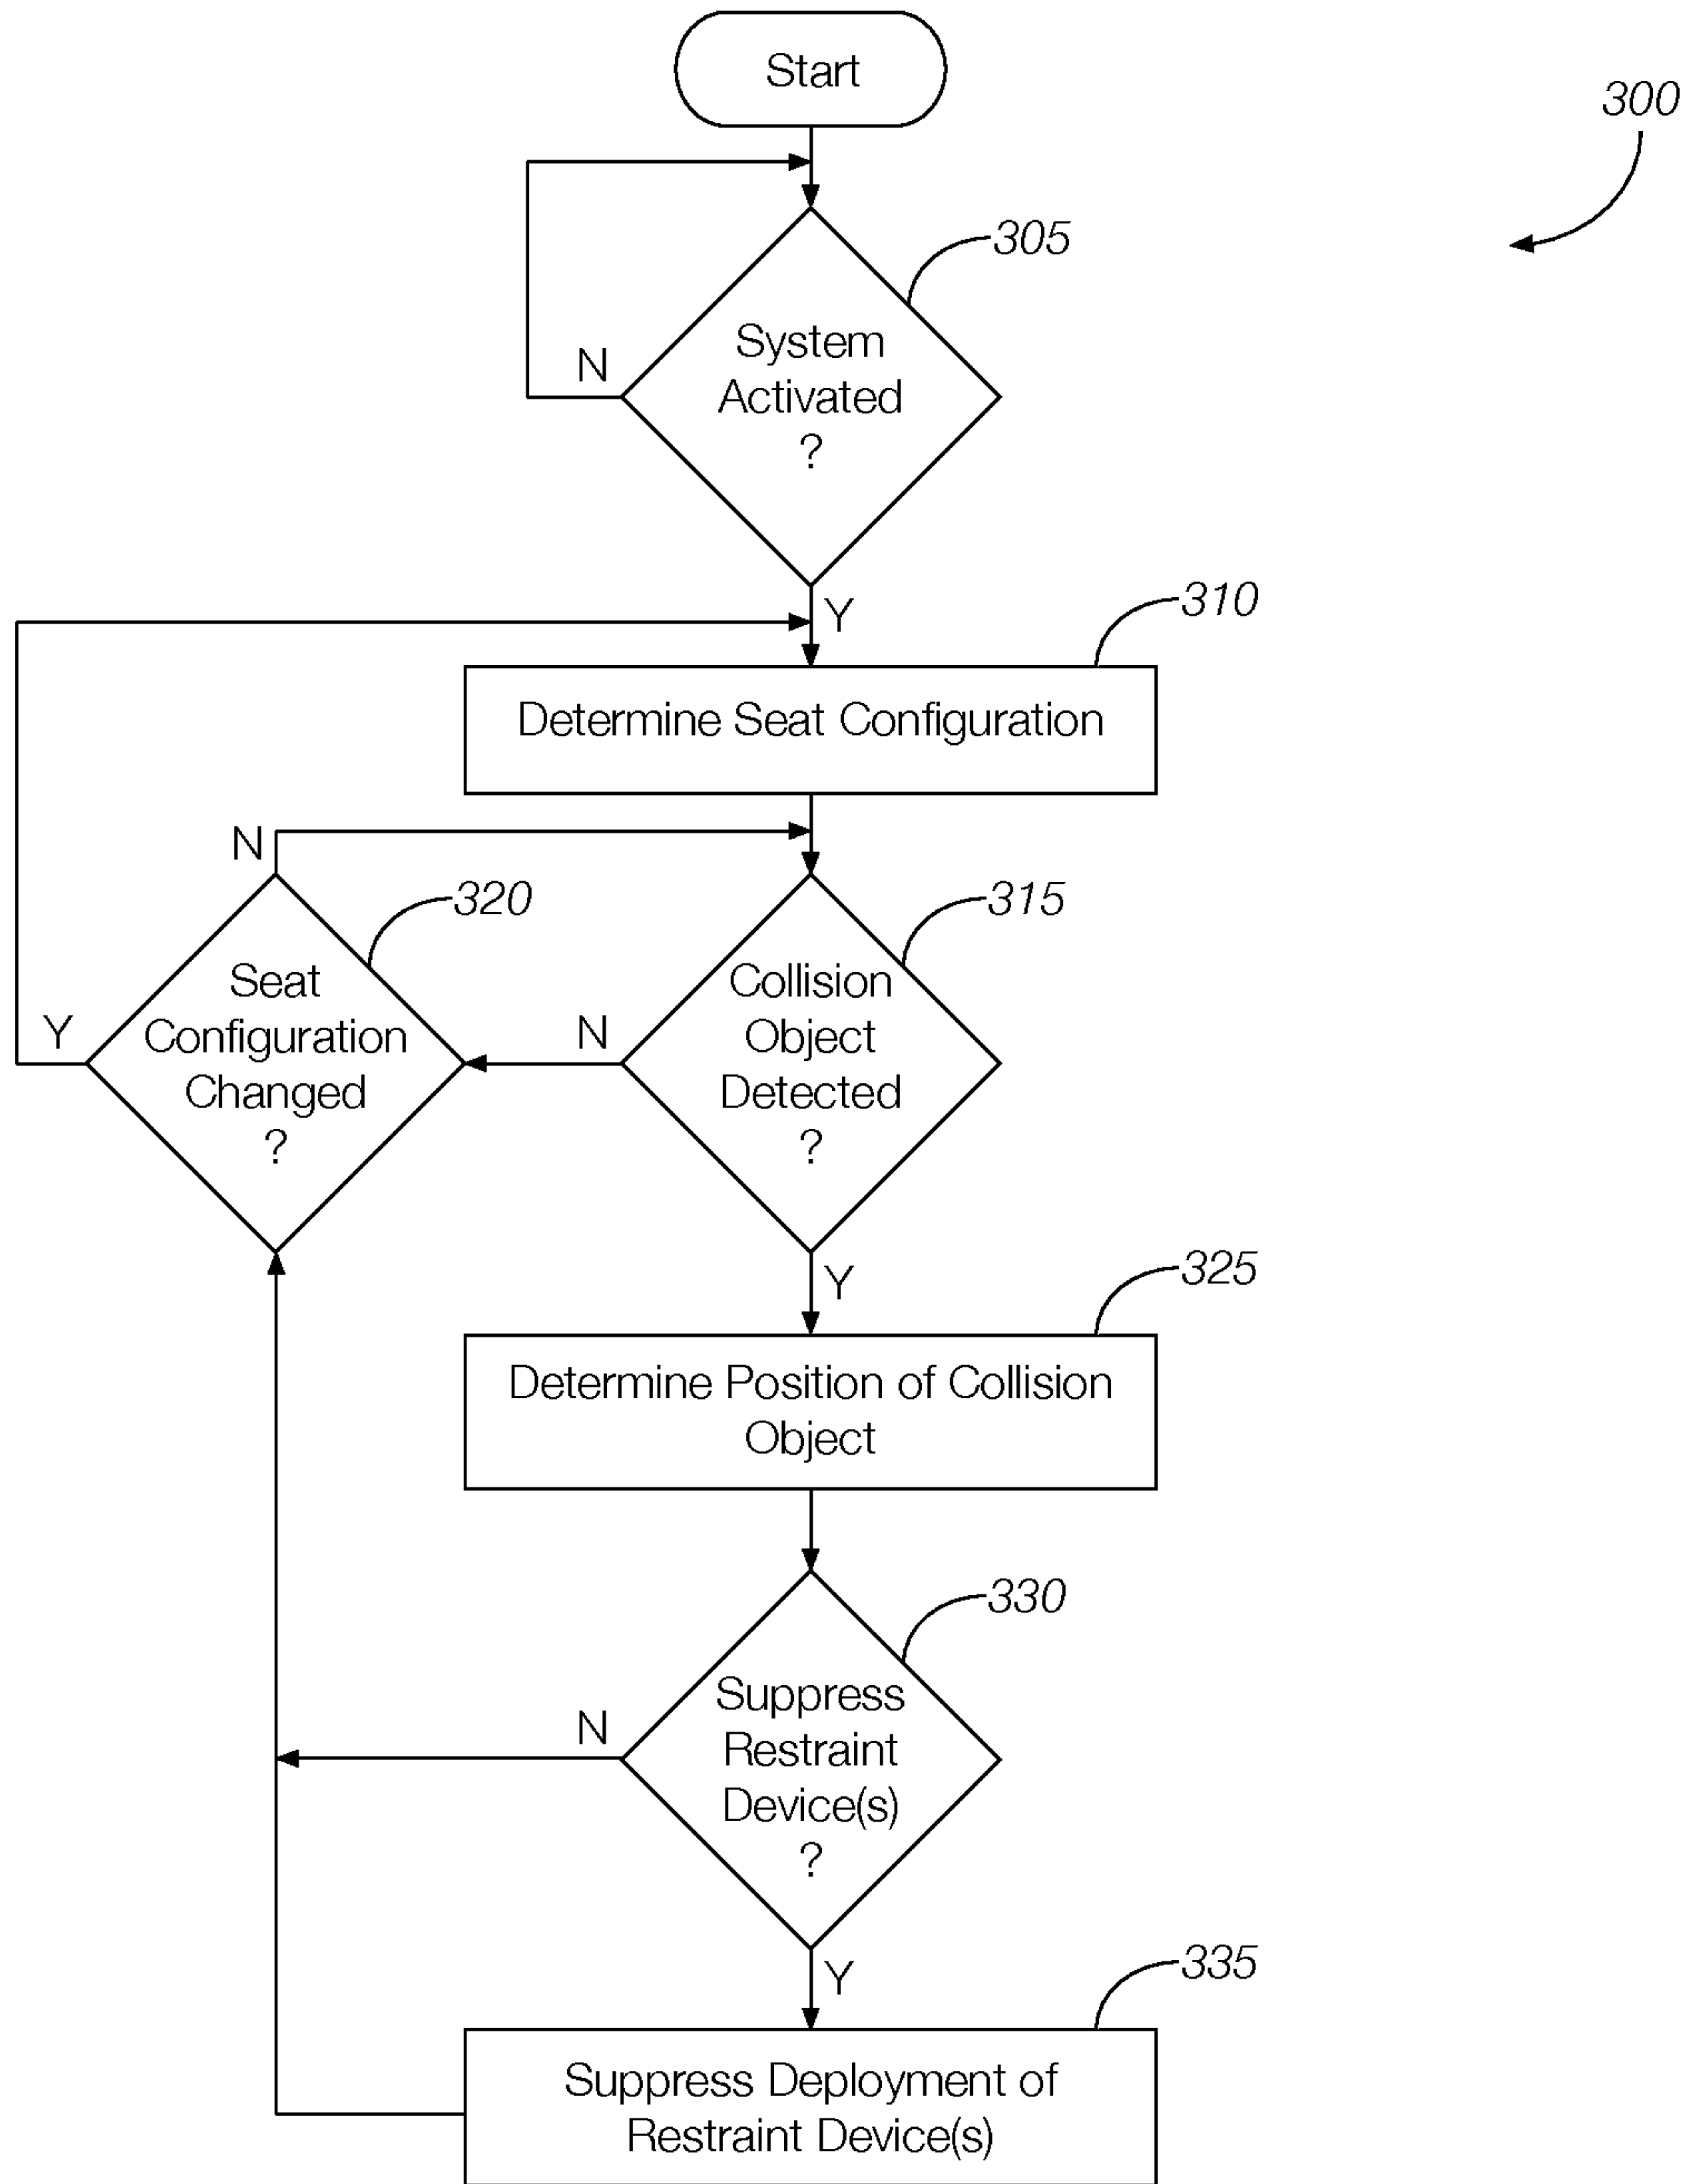 Start
300
305
System
Activated
?
N
Y
310
Determine Seat Configuration
N
320
315
Seat
Configuration
Changed
?
Y
Collision
Object
Detected
?
N
Y
325
Determine Position of Collision
Object
330
Suppress
Restraint
Device(s)
?
N
Y
335
Suppress Deployment of
Restraint Device(s)